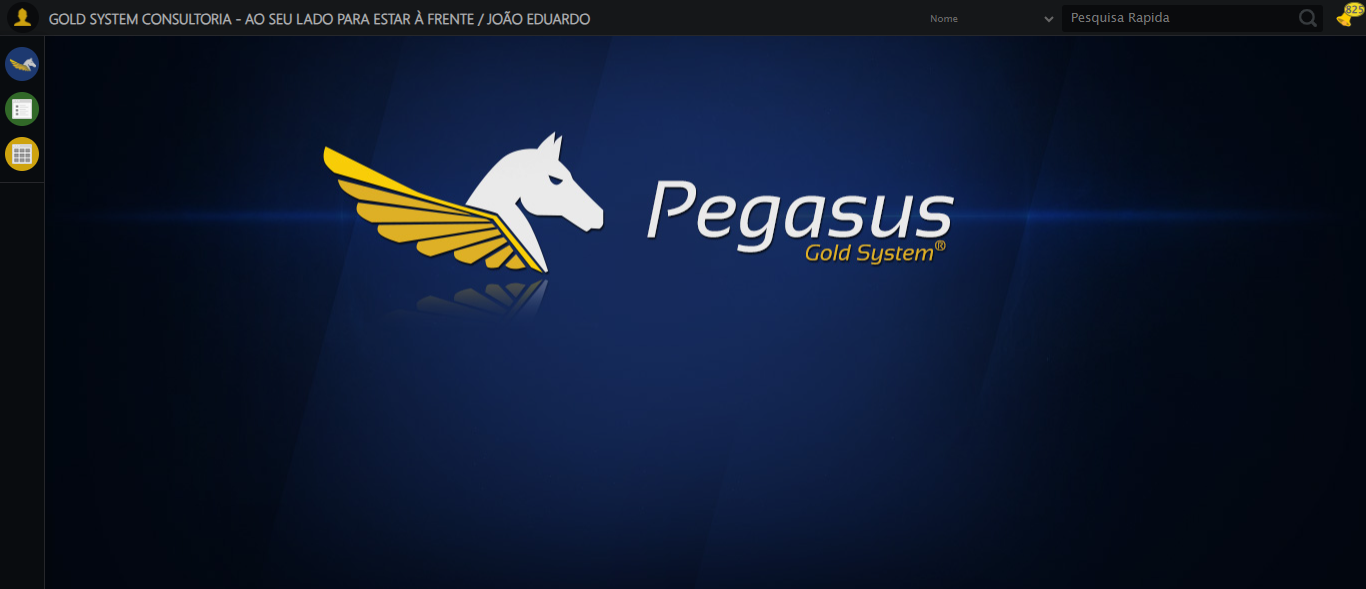 GOLD SYSTEM CONSULTORIA - AO SEU LADO PARA ESTAR À FRENTE / JOÃO EDUARDO
Nome
Pesquisa Rapida
825
Pegasus
Gold System®